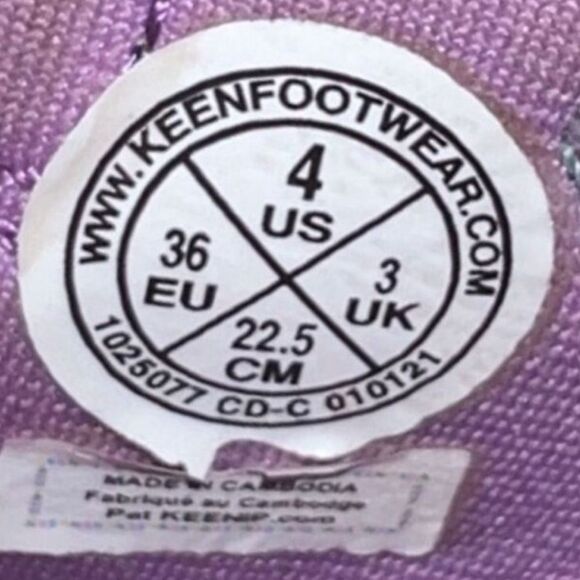 WWW.KEENFOOTWEAR.COM
4
US
36
EU
3
UK
22.5
CM
1025077 CD-C 010121
MADE IN CAMBODIA
Fabriqué au Cambodge
Pat KEENIP.com